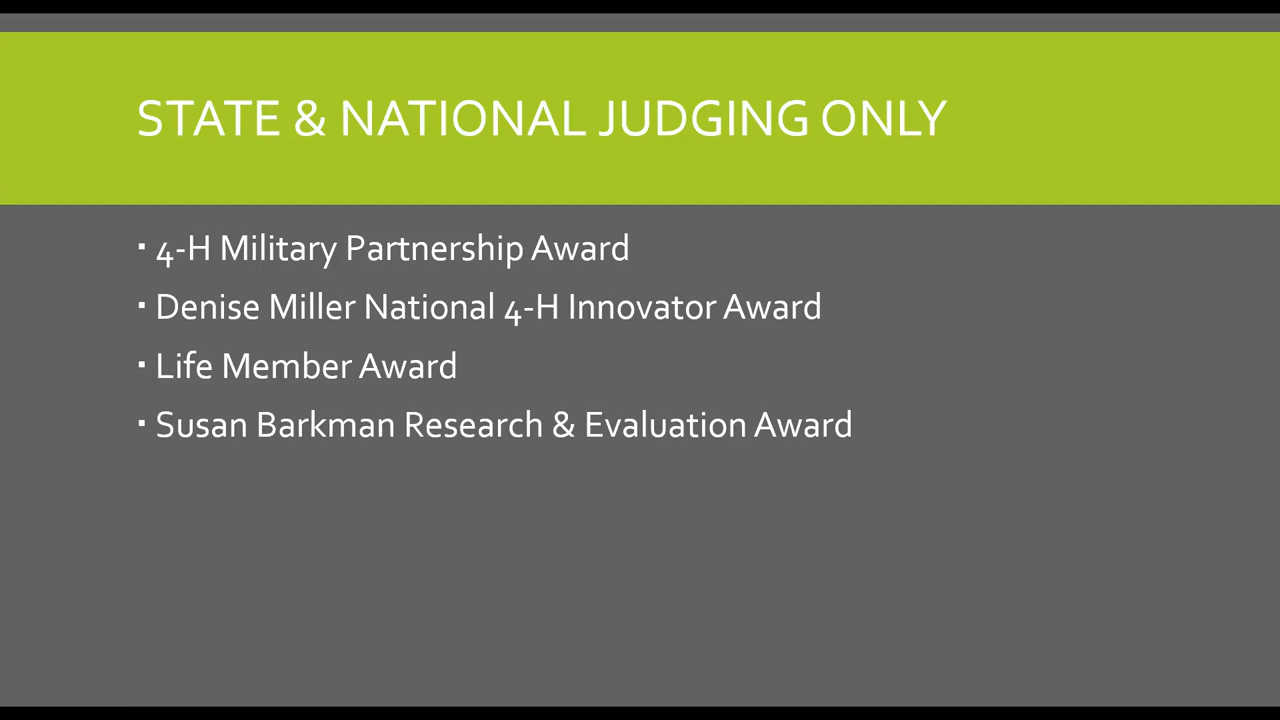 STATE & NATIONAL JUDGING ONLY
▪ 4-H Military Partnership Award
▪ Denise Miller National 4-H Innovator Award
▪ Life Member Award
▪ Susan Barkman Research & Evaluation Award